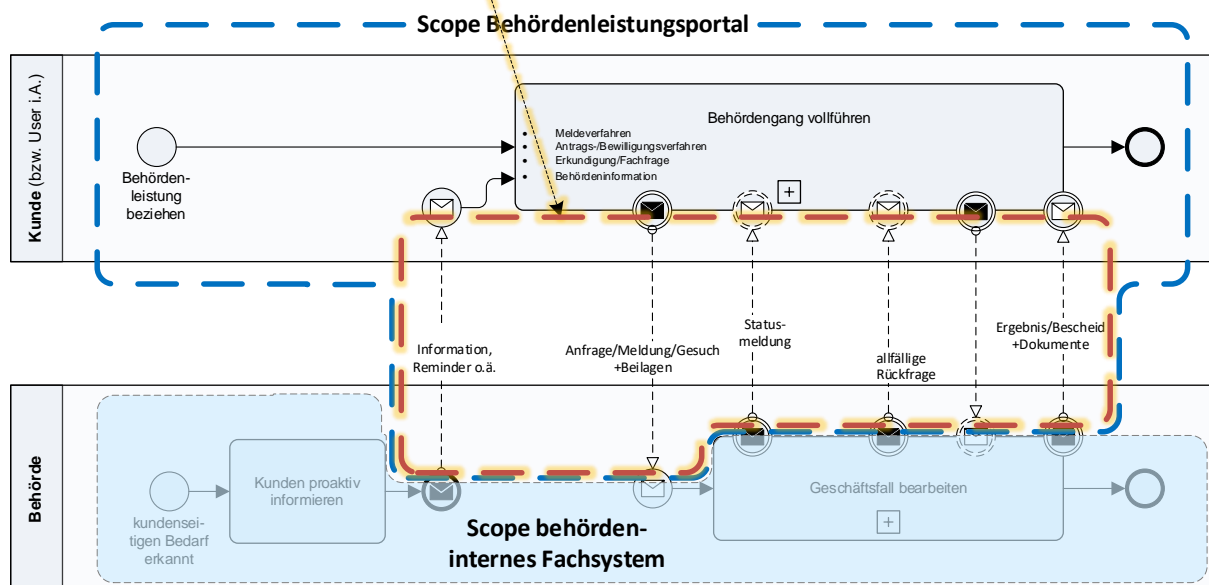 Scope Behördenleistungsportal
Kunde (bzw. User i.A.)
Behördengang vollführen
• Meldeverfahren
• Antrags-/Bewilligungsverfahren
• Erkundigung/Fachfrage
• Behördeninformation
Behörden-
leistung
beziehen
Information,
Reminder o.ä.
Anfrage/Meldung/Gesuch
+Beilagen
Status-
meldung
allfällige
Rückfrage
Ergebnis/Bescheid
+Dokumente
Behörde
kundensei-
tigen Bedarf
erkannt
Kunden proaktiv
informieren
Geschäftsfall bearbeiten
Scope behörden-
internes Fachsystem